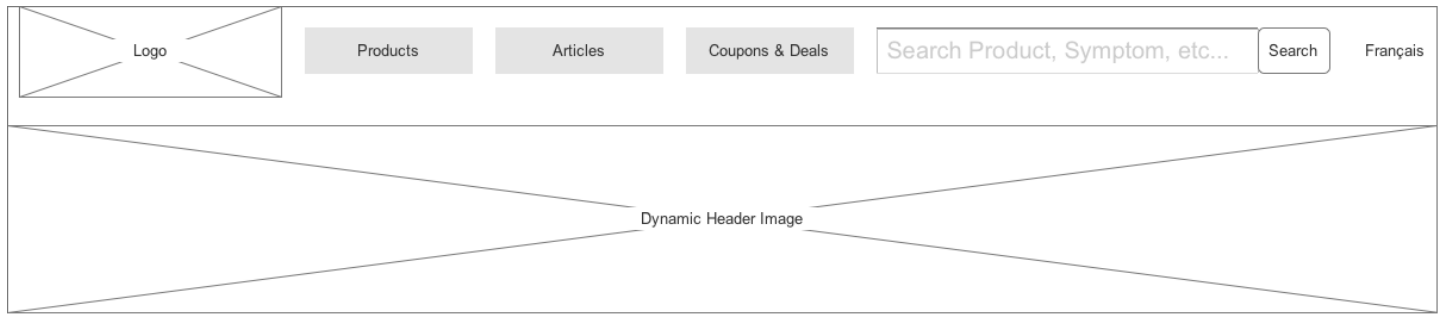 Logo
Products
Articles
Coupons & Deals
Search Product, Symptom, etc...
Search
Français
Dynamic Header Image